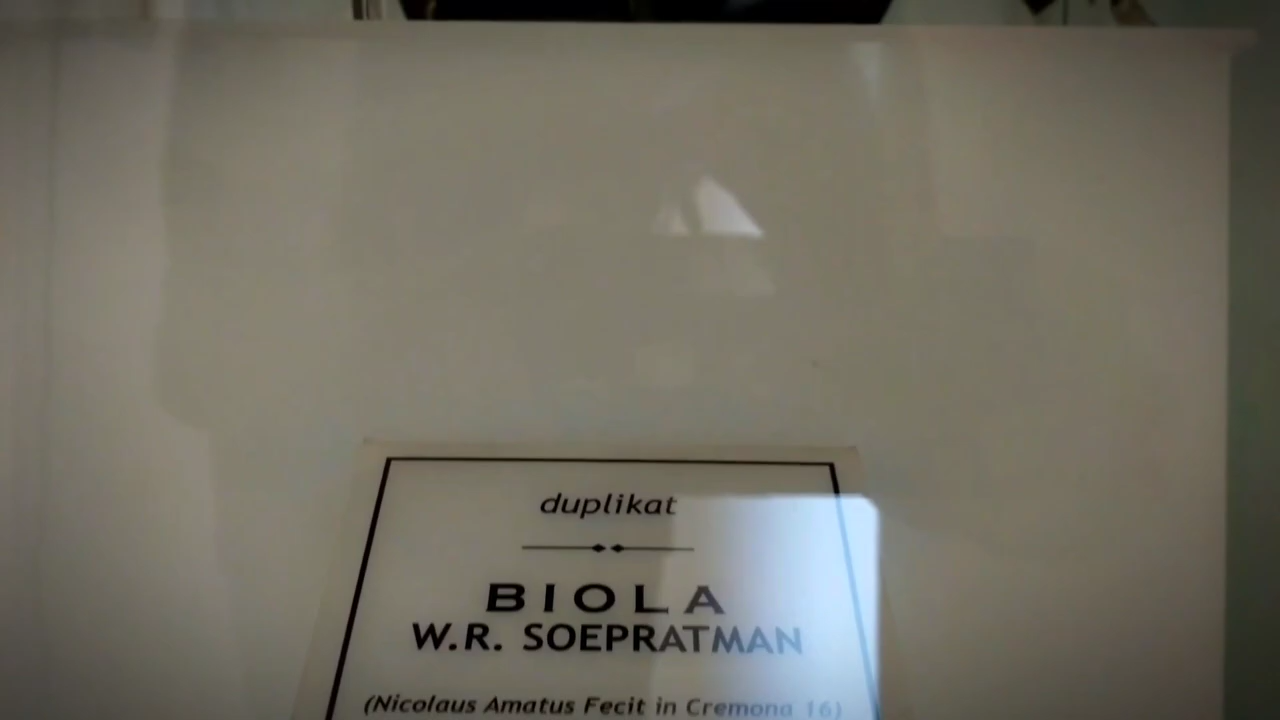 duplikat
BIOLA
W.R. SOEPRATMAN
(Nicolaus Amatus Fecit in Cremona 16)